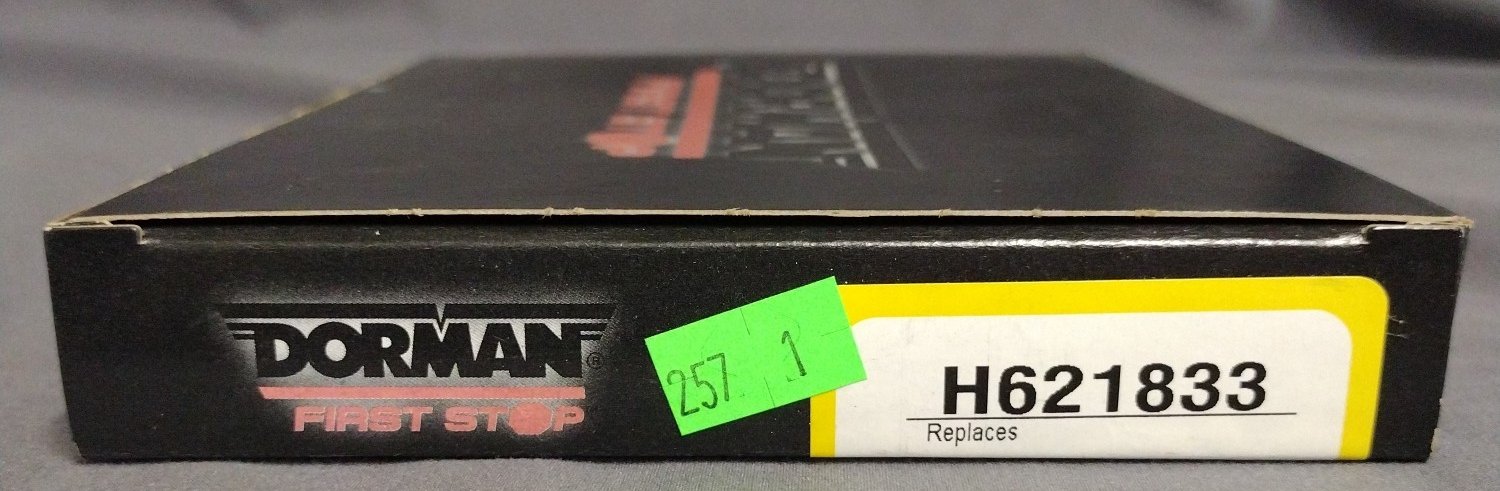 DORMAN®
FIRST STOP
257 1
H621833
Replaces